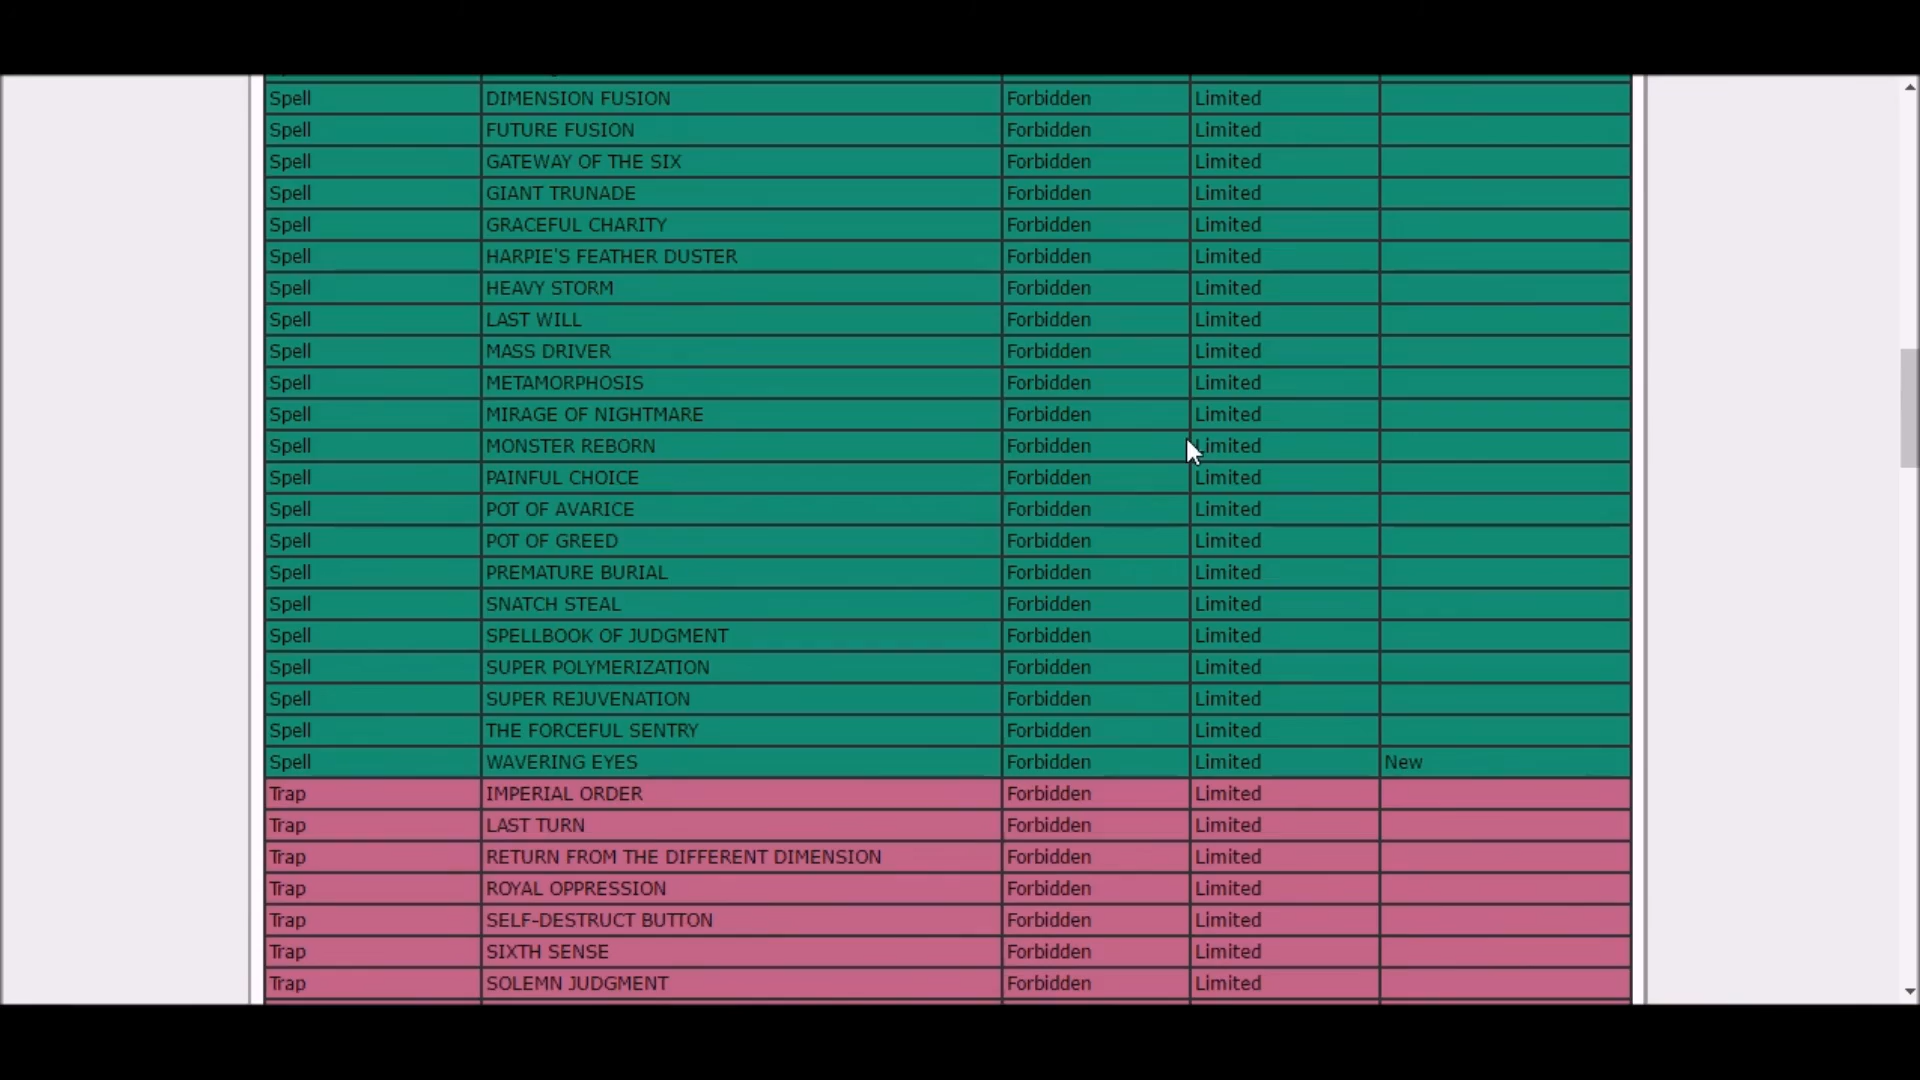 Spell DIMENSION FUSION Forbidden Limited
Spell FUTURE FUSION Forbidden Limited
Spell GATEWAY OF THE SIX Forbidden Limited
Spell GIANT TRUNADE Forbidden Limited
Spell GRACEFUL CHARITY Forbidden Limited
Spell HARPIE'S FEATHER DUSTER Forbidden Limited
Spell HEAVY STORM Forbidden Limited
Spell LAST WILL Forbidden Limited
Spell MASS DRIVER Forbidden Limited
Spell METAMORPHOSIS Forbidden Limited
Spell MIRAGE OF NIGHTMARE Forbidden Limited
Spell MONSTER REBORN Forbidden Limited
Spell PAINFUL CHOICE Forbidden Limited
Spell POT OF AVARICE Forbidden Limited
Spell POT OF GREED Forbidden Limited
Spell PREMATURE BURIAL Forbidden Limited
Spell SNATCH STEAL Forbidden Limited
Spell SPELLBOOK OF JUDGMENT Forbidden Limited
Spell SUPER POLYMERIZATION Forbidden Limited
Spell SUPER REJUVENATION Forbidden Limited
Spell THE FORCEFUL SENTRY Forbidden Limited
Spell WAVERING EYES Forbidden Limited New
Trap IMPERIAL ORDER Forbidden Limited
Trap LAST TURN Forbidden Limited
Trap RETURN FROM THE DIFFERENT DIMENSION Forbidden Limited
Trap ROYAL OPPRESSION Forbidden Limited
Trap SELF-DESTRUCT BUTTON Forbidden Limited
Trap SIXTH SENSE Forbidden Limited
Trap SOLEMN JUDGMENT Forbidden Limited